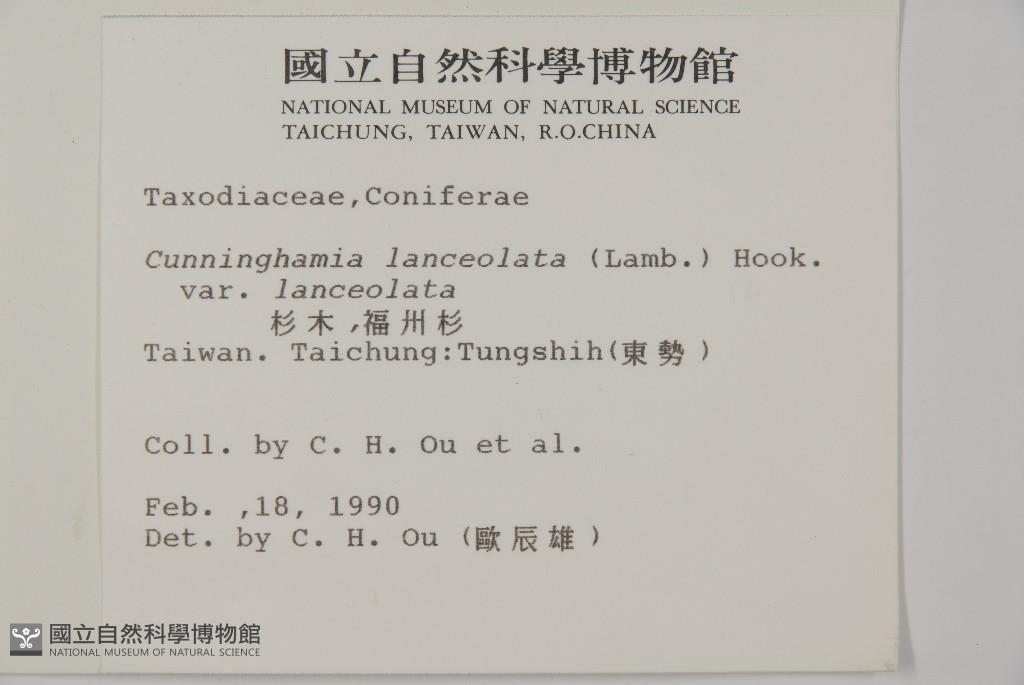 國立自然科學博物館
NATIONAL MUSEUM OF NATURAL SCIENCE
TAICHUNG, TAIWAN, R.O.CHINA
Taxodiaceae,Coniferae
Cunninghamia lanceolata (Lamb.) Hook.
var. lanceolata
杉木,福州杉
Taiwan. Taichung:Tungshih(東勢)
Coll. by C. H. Ou et al.
Feb. ,18, 1990
Det. by C. H. Ou (歐辰雄)
國立自然科學博物館
NATIONAL MUSEUM OF NATURAL SCIENCE